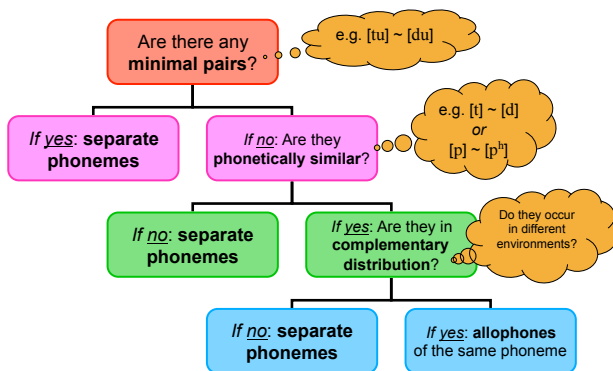 Are there any
minimal pairs?
e.g. [tu] ~ [du]
If yes: separate
phonemes
If no: Are they
phonetically similar?
e.g. [t] ~ [d]
or
[p] ~ [pʰ]
If no: separate
phonemes
If yes: Are they in
complementary
distribution?
Do they occur
in different
environments?
If no: separate
phonemes
If yes: allophones
of the same phoneme